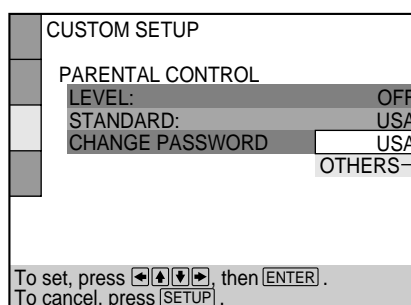 CUSTOM SETUP
PARENTAL CONTROL
LEVEL: OFF
STANDARD: USA
CHANGE PASSWORD USA
OTHERS
To set, press ←↑↓→, then ENTER.
To cancel, press SETUP.